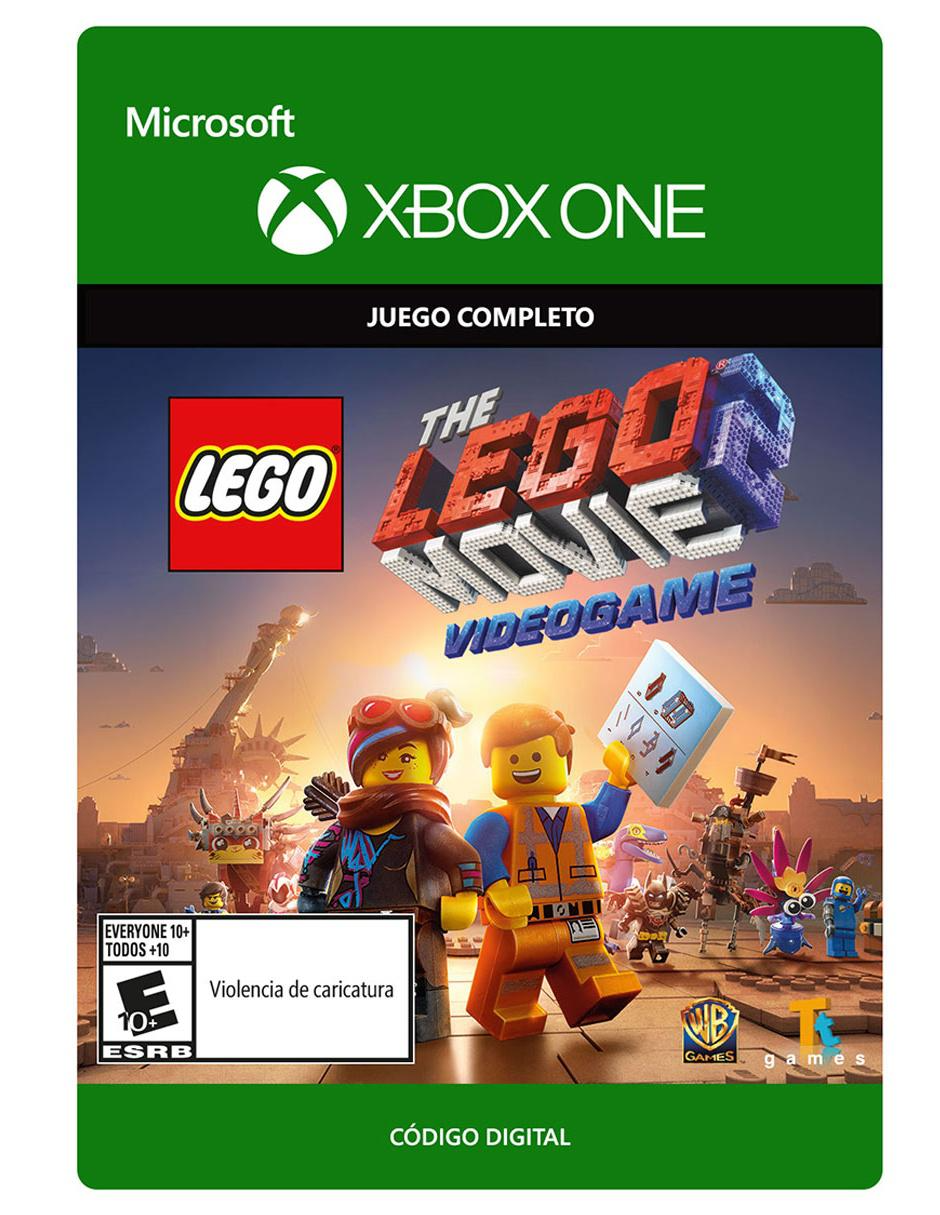 Microsoft
XBOX ONE
JUEGO COMPLETO
LEGO®
THE
LEGO® 2
MOVIE
VIDEOGAME
EVERYONE 10+
TODOS +10
E
10+
ESRB
Violencia de caricatura
WB
GAMES
Tt
games
CÓDIGO DIGITAL